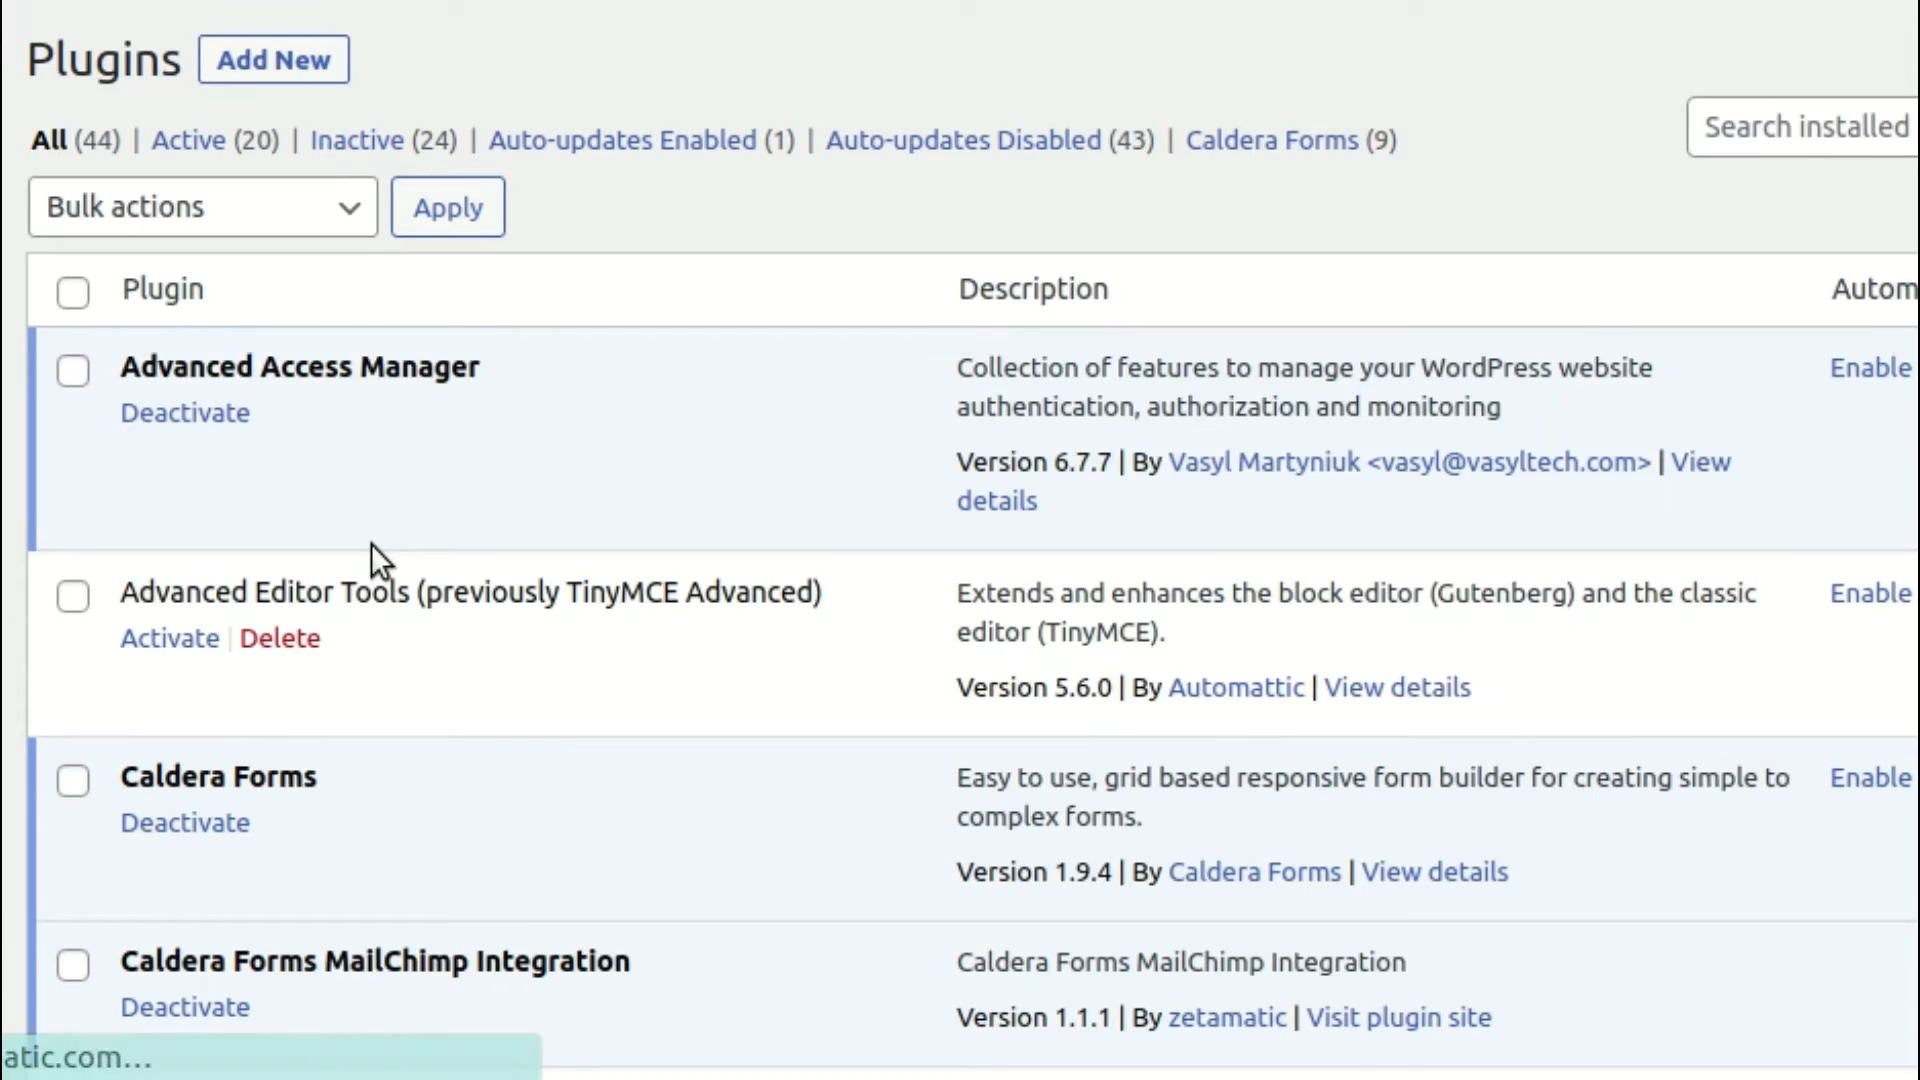 Plugins Add New
All (44) | Active (20) | Inactive (24) | Auto-updates Enabled (1) | Auto-updates Disabled (43) | Caldera Forms (9)
Search installed
Bulk actions Apply
Plugin Description Autom
Advanced Access Manager
Deactivate
Collection of features to manage your WordPress website
authentication, authorization and monitoring
Version 6.7.7 | By Vasyl Martyniuk <vasyl@vasyltech.com> | View
details
Enable
Advanced Editor Tools (previously TinyMCE Advanced)
Activate | Delete
Extends and enhances the block editor (Gutenberg) and the classic
editor (TinyMCE).
Version 5.6.0 | By Automattic | View details
Enable
Caldera Forms
Deactivate
Easy to use, grid based responsive form builder for creating simple to
complex forms.
Version 1.9.4 | By Caldera Forms | View details
Enable
Caldera Forms MailChimp Integration
Deactivate
Caldera Forms MailChimp Integration
Version 1.1.1 | By zetamatic | Visit plugin site
atic.com...